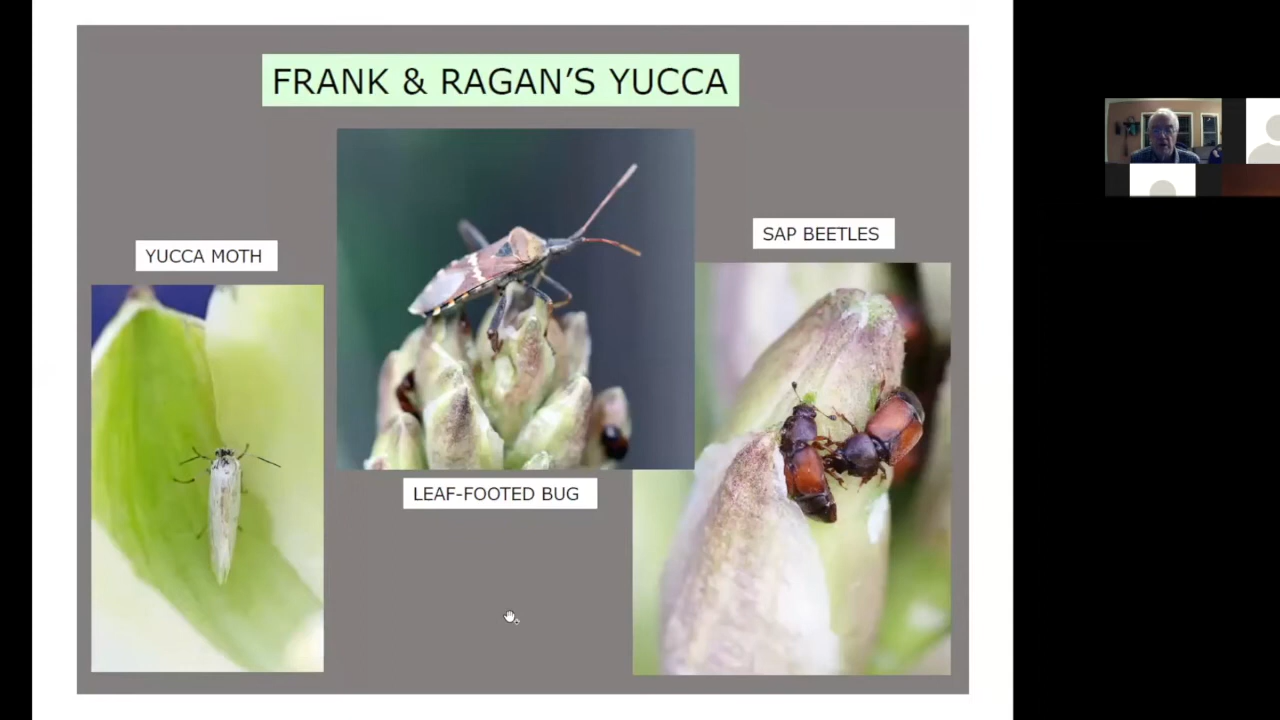 FRANK & RAGAN'S YUCCA
YUCCA MOTH
SAP BEETLES
LEAF-FOOTED BUG